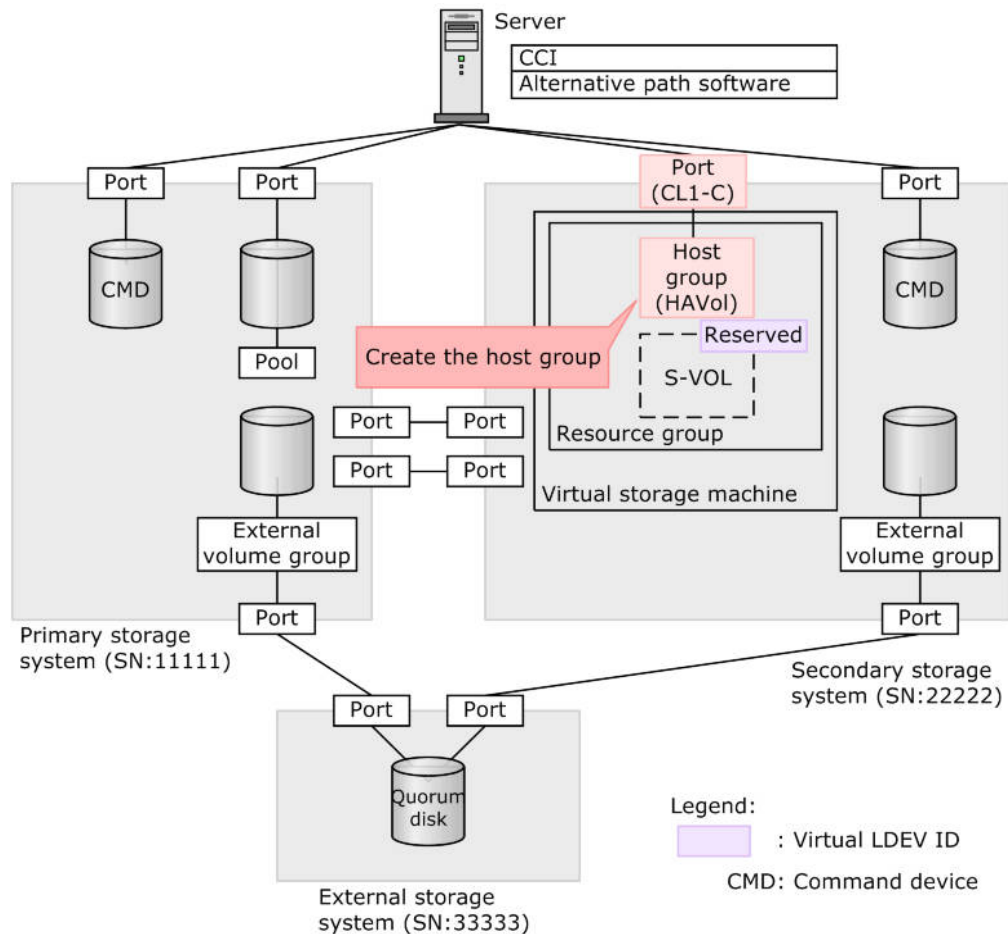 Server
CCI
Alternative path software
Port
Port
Port
(CL1-C)
Port
CMD
Host
group
(HAVol)
CMD
Reserved
Create the host group
Pool
S-VOL
Port
Port
Resource group
Port
Port
Virtual storage machine
External
volume group
External
volume group
Port
Port
Primary storage
system (SN:11111)
Secondary storage
system (SN:22222)
Port
Port
Quorum
disk
Legend:
: Virtual LDEV ID
CMD: Command device
External storage
system (SN:33333)